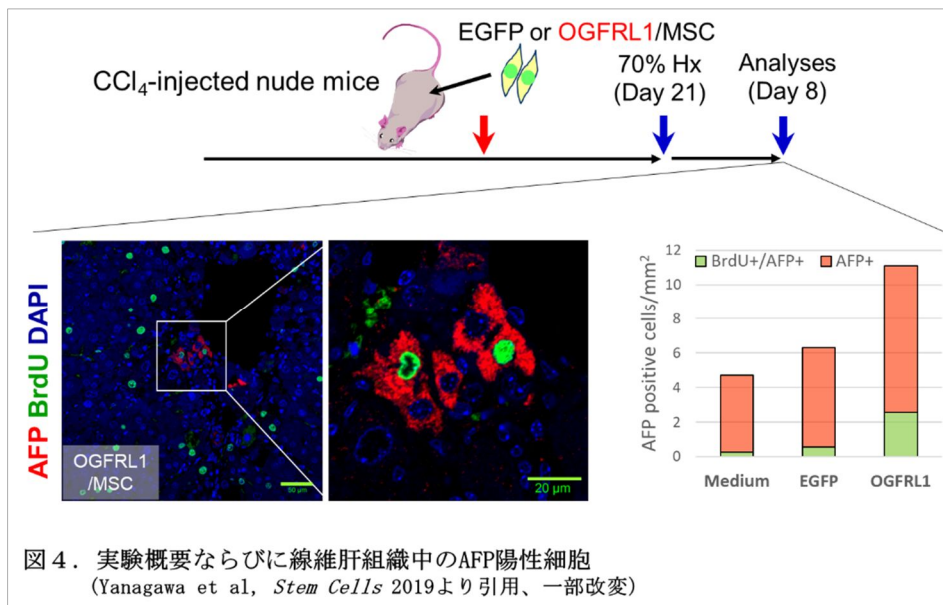 EGFP or OGFRL1/MSC
CCl₄-injected nude mice
70% Hx
(Day 21)
Analyses
(Day 8)
AFP BrdU DAPI
OGFRL1
/MSC
50 μm
20 μm
BrdU+/AFP+
AFP+
AFP positive cells/mm²
12
10
8
6
4
2
0
Medium
EGFP
OGFRL1
図４．実験概要ならびに線維肝組織中のAFP陽性細胞
(Yanagawa et al, Stem Cells 2019より引用、一部改変)